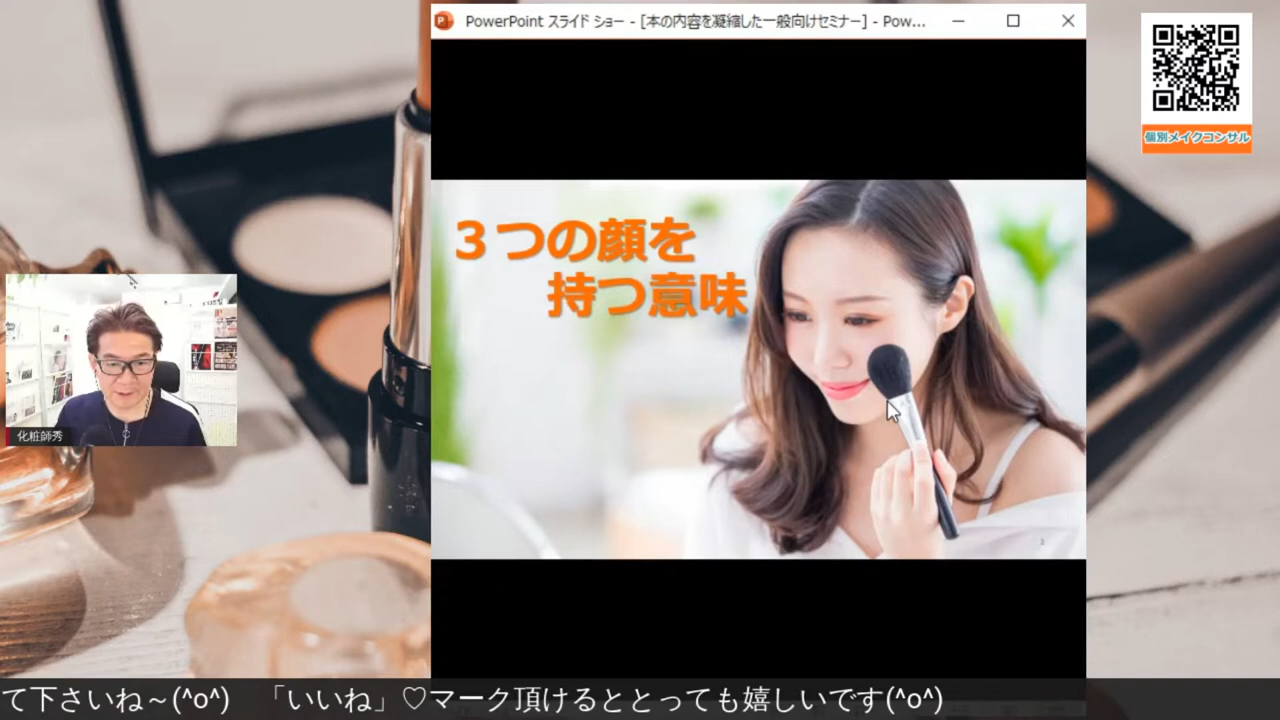 PowerPoint スライド ショー - [本の内容を凝縮した一般向けセミナー] - Pow...
個別メイクコンサル
３つの顔を
持つ意味
化粧師秀
2
て下さいね～(^o^)　「いいね」♡マーク頂けるととっても嬉しいです(^o^)